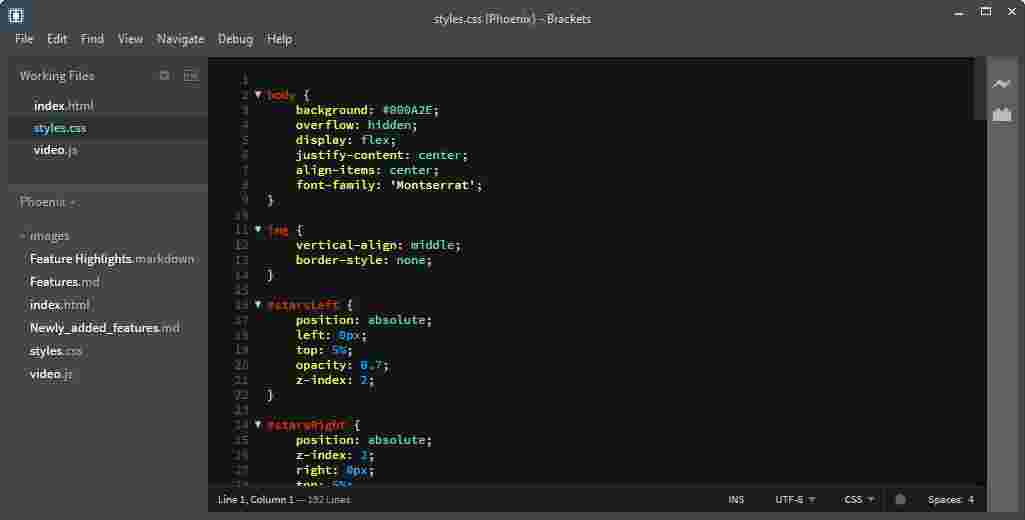 styles.css (Phoenix) - Brackets
File Edit Find View Navigate Debug Help
Working Files
index.html
styles.css
video.js
Phoenix
images
Feature Highlights.markdown
Features.md
index.html
Newly_added_features.md
styles.css
video.js
1
2 body {
3 background: #000A2E;
4 overflow: hidden;
5 display: flex;
6 justify-content: center;
7 align-items: center;
8 font-family: 'Montserrat';
9 }
10
11 img {
12 vertical-align: middle;
13 border-style: none;
14 }
15
16 #starsLeft {
17 position: absolute;
18 left: 0px;
19 top: 5%;
20 opacity: 0.7;
21 z-index: 2;
22 }
23
24 #starsRight {
25 position: absolute;
26 z-index: 2;
27 right: 0px;
top: 5%;
Line 1, Column 1 — 192 Lines
INS UTF-8 CSS Spaces: 4